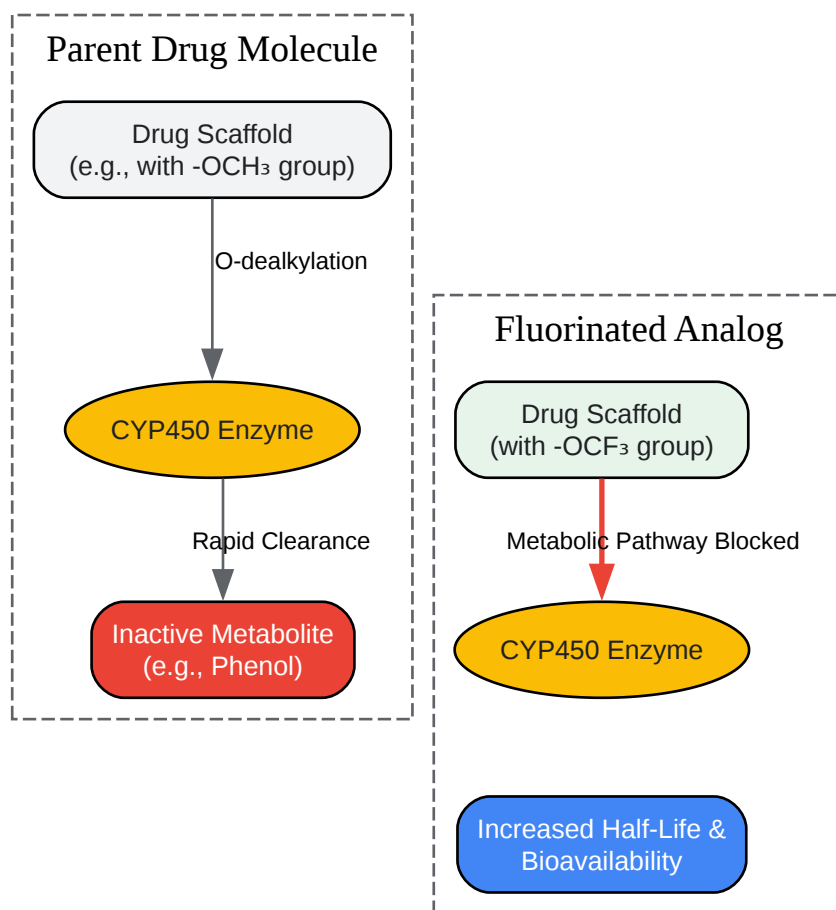 Parent Drug Molecule
Drug Scaffold
(e.g., with -OCH₃ group)
O-dealkylation
CYP450 Enzyme
Rapid Clearance
Inactive Metabolite
(e.g., Phenol)
Fluorinated Analog
Drug Scaffold
(with -OCF₃ group)
Metabolic Pathway Blocked
CYP450 Enzyme
Increased Half-Life &
Bioavailability